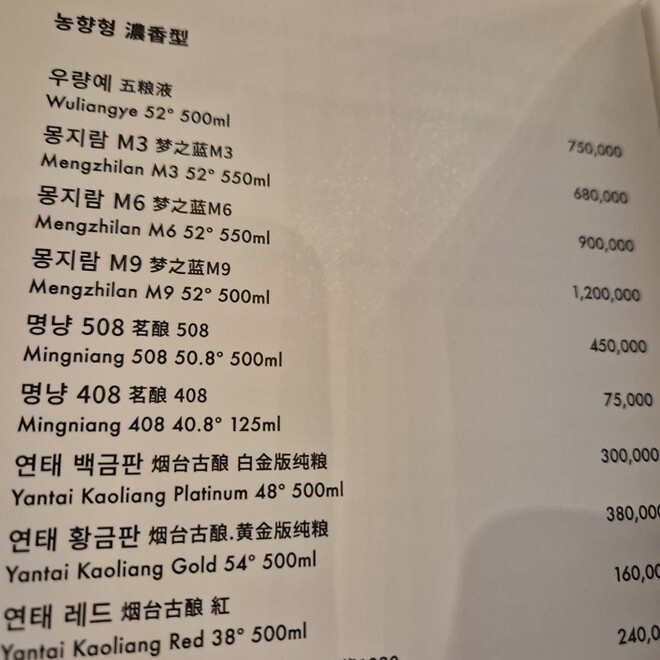 농향형 濃香型
우량예 五粮液
Wuliangye 52° 500ml
750,000
몽지람 M3 梦之蓝M3
Mengzhilan M3 52° 550ml
680,000
몽지람 M6 梦之蓝M6
Mengzhilan M6 52° 550ml
900,000
몽지람 M9 梦之蓝M9
Mengzhilan M9 52° 500ml
1,200,000
명냥 508 茗酿 508
Mingniang 508 50.8° 500ml
450,000
명냥 408 茗酿 408
Mingniang 408 40.8° 125ml
75,000
연태 백금판 烟台古酿 白金版纯粮
Yantai Kaoliang Platinum 48° 500ml
300,000
연태 황금판 烟台古酿.黄金版纯粮
Yantai Kaoliang Gold 54° 500ml
380,000
연태 레드 烟台古酿 紅
Yantai Kaoliang Red 38° 500ml
160,00
240,0